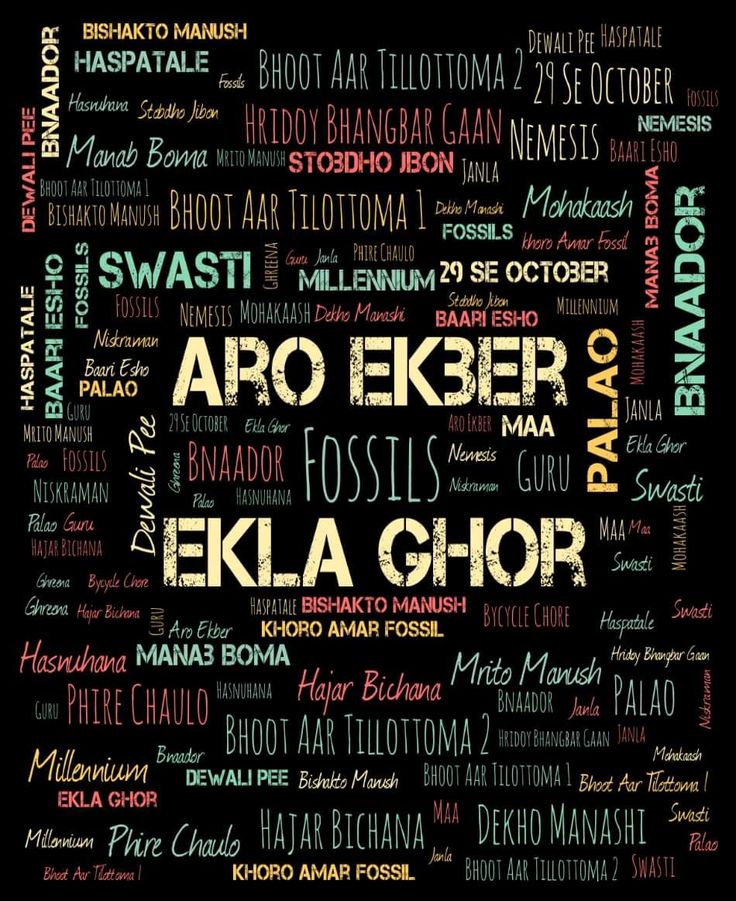 BISHAKTO MANUSH
DEWALI PEE HASPATALE
BNAADOR
HASPATALE
Fossils
BHOOT AAR TILLOTTOMA 2
29 SE OCTOBER
FOSSILS
DEWALI PEE
Hasnuhana
Stobdho Jibon
HRIDOY BHANGBAR GAAN
NEMESIS
NEMESIS
Manab Boma
Mrito Manush
STOBDHO JBON
JANLA
BAARI ESHO
BHOOT AAR TILOTTOMA 1
BISHAKTO MANUSH
BHOOT AAR TILOTTOMA 1
Dekho Manashi
Mohakaash
MANAB BOMA
BNAADOR
FOSSILS
khoro Amar Fossil
FOSSILS
SWASTI
GHREENA
Guru
Janla
PHIRE CHAULO
MILLENNIUM
29 SE OCTOBER
HASPATALE
BAARI ESHO
FOSSILS
NEMESIS
MOHAKAASH
Dekho Manashi
Stobdho Jibon
BAARI ESHO
MILLENNIUM
MOHAKAASH
Niskraman
Baari Esho
PALAO
ARO EKBER
PALAO
GURU
Mrito Manush
Dewali Pee
29 SE OCTOBER
Ekla Ghor
ARO EKBER
MAA
JANLA
Palao
FOSSILS
Ghreena
BNAADOR
FOSSILS
Nemesis
GURU
Ekla Ghor
NISKRAMAN
Palao
HASNUHANA
Niskraman
Swasti
Palao
Guru
EKLA GHOR
MAA
Maa
MOHAKAASH
HAJAR BICHANA
Swasti
Ghreena
Bycycle Chore
Ghreena
Hajar Bichana
GURU
Aro Ekber
HASPATALE
BISHAKTO MANUSH
BYCYCLE CHORE
Haspatale
Swasti
KHORO AMAR FOSSIL
Hasnuhana
MANAB BOMA
Mrito Manush
Hridoy Bhangbar Gaan
GURU
PHIRE CHAULO
HASNUHANA
Hajar Bichana
BNAADOR
Janla
PALAO
Niskraman
BHOOT AAR TILLOTTOMA 2
HRIDOY BHANGBAR GAAN
JANLA
Millennium
Bnaador
Mohakaash
DEWALI PEE
Bishakto Manush
BHOOT AAR TILOTTOMA 1
Bhoot Aar Tilottoma 1
EKLA GHOR
Millennium
Phire Chaulo
HAJAR BICHANA
MAA
DEKHO MANASHI
Swasti
Palao
Bhoot Aar Tilottoma 1
KHORO AMAR FOSSIL
Janla
BHOOT AAR TILLOTTOMA 2
SWASTI